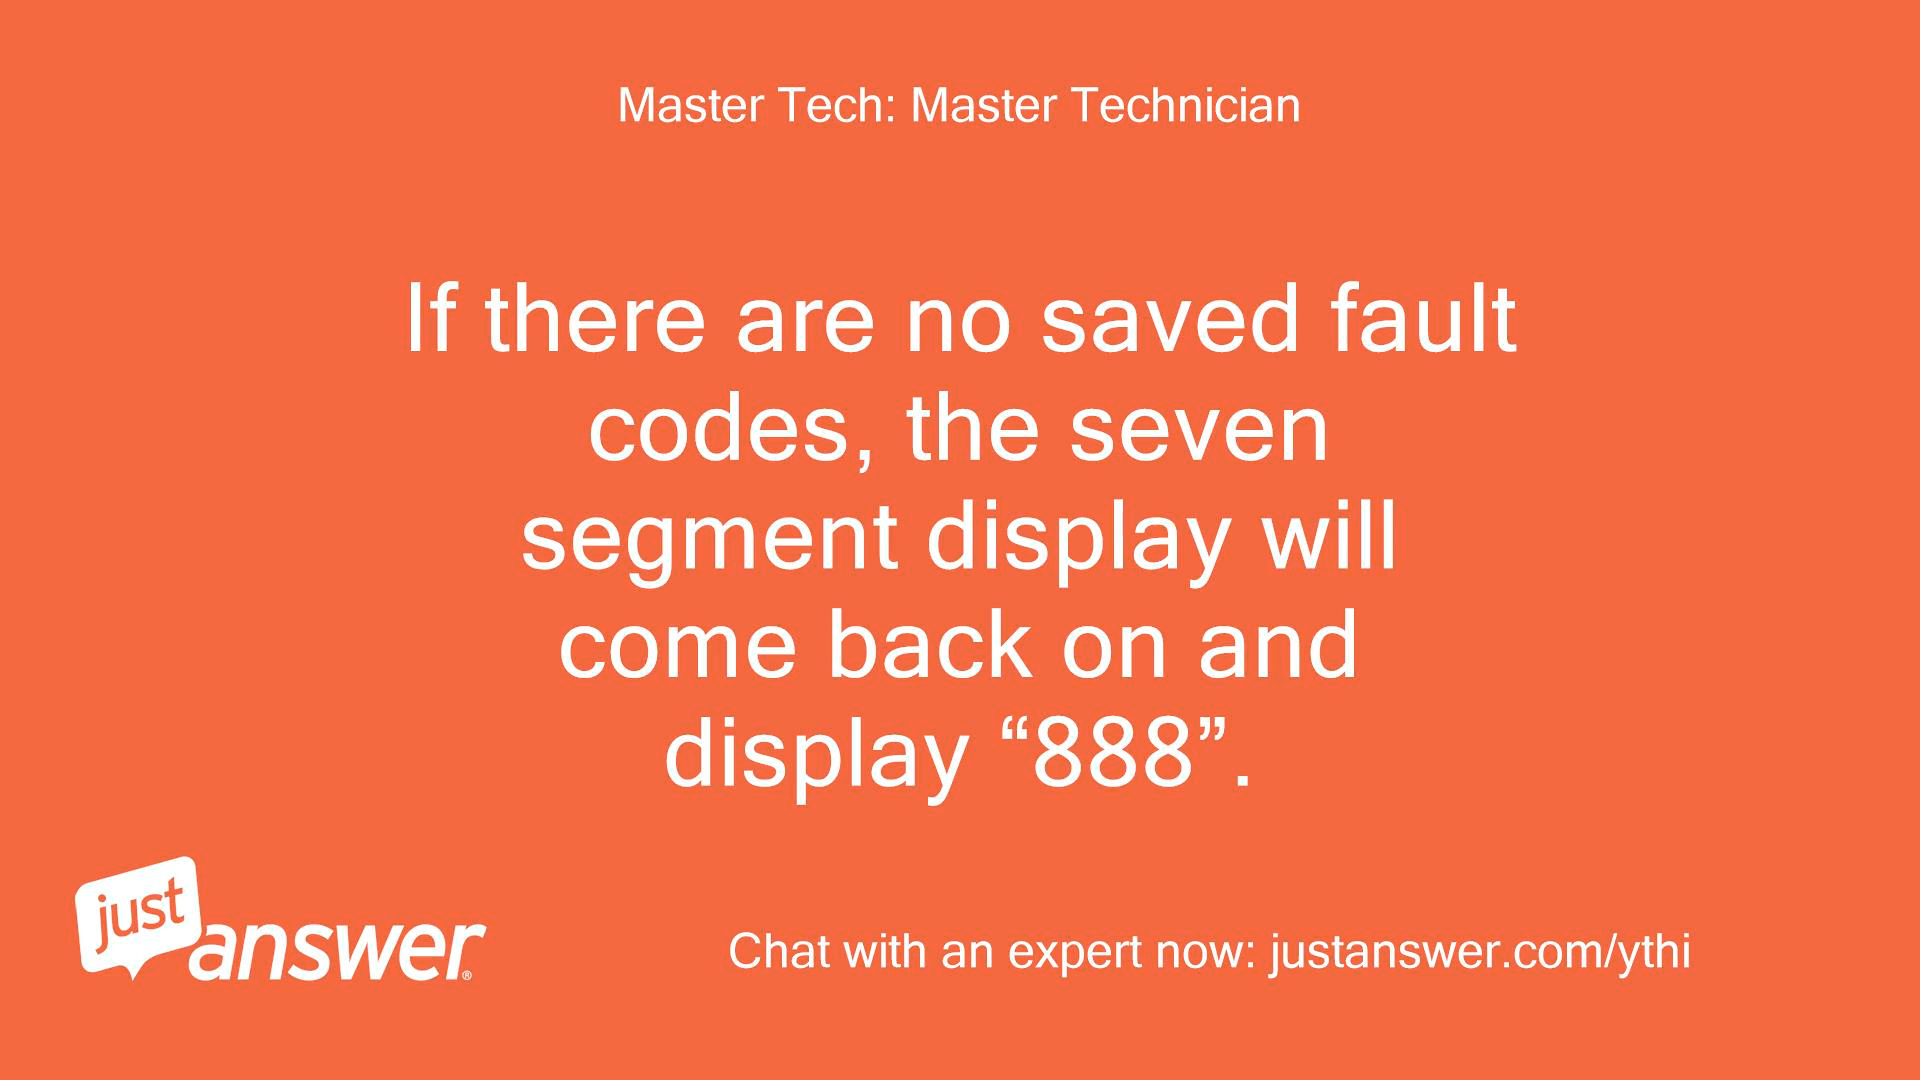 Master Tech: Master Technician
If there are no saved fault
codes, the seven
segment display will
come back on and
display “888”.
just
answer®
Chat with an expert now: justanswer.com/ythi